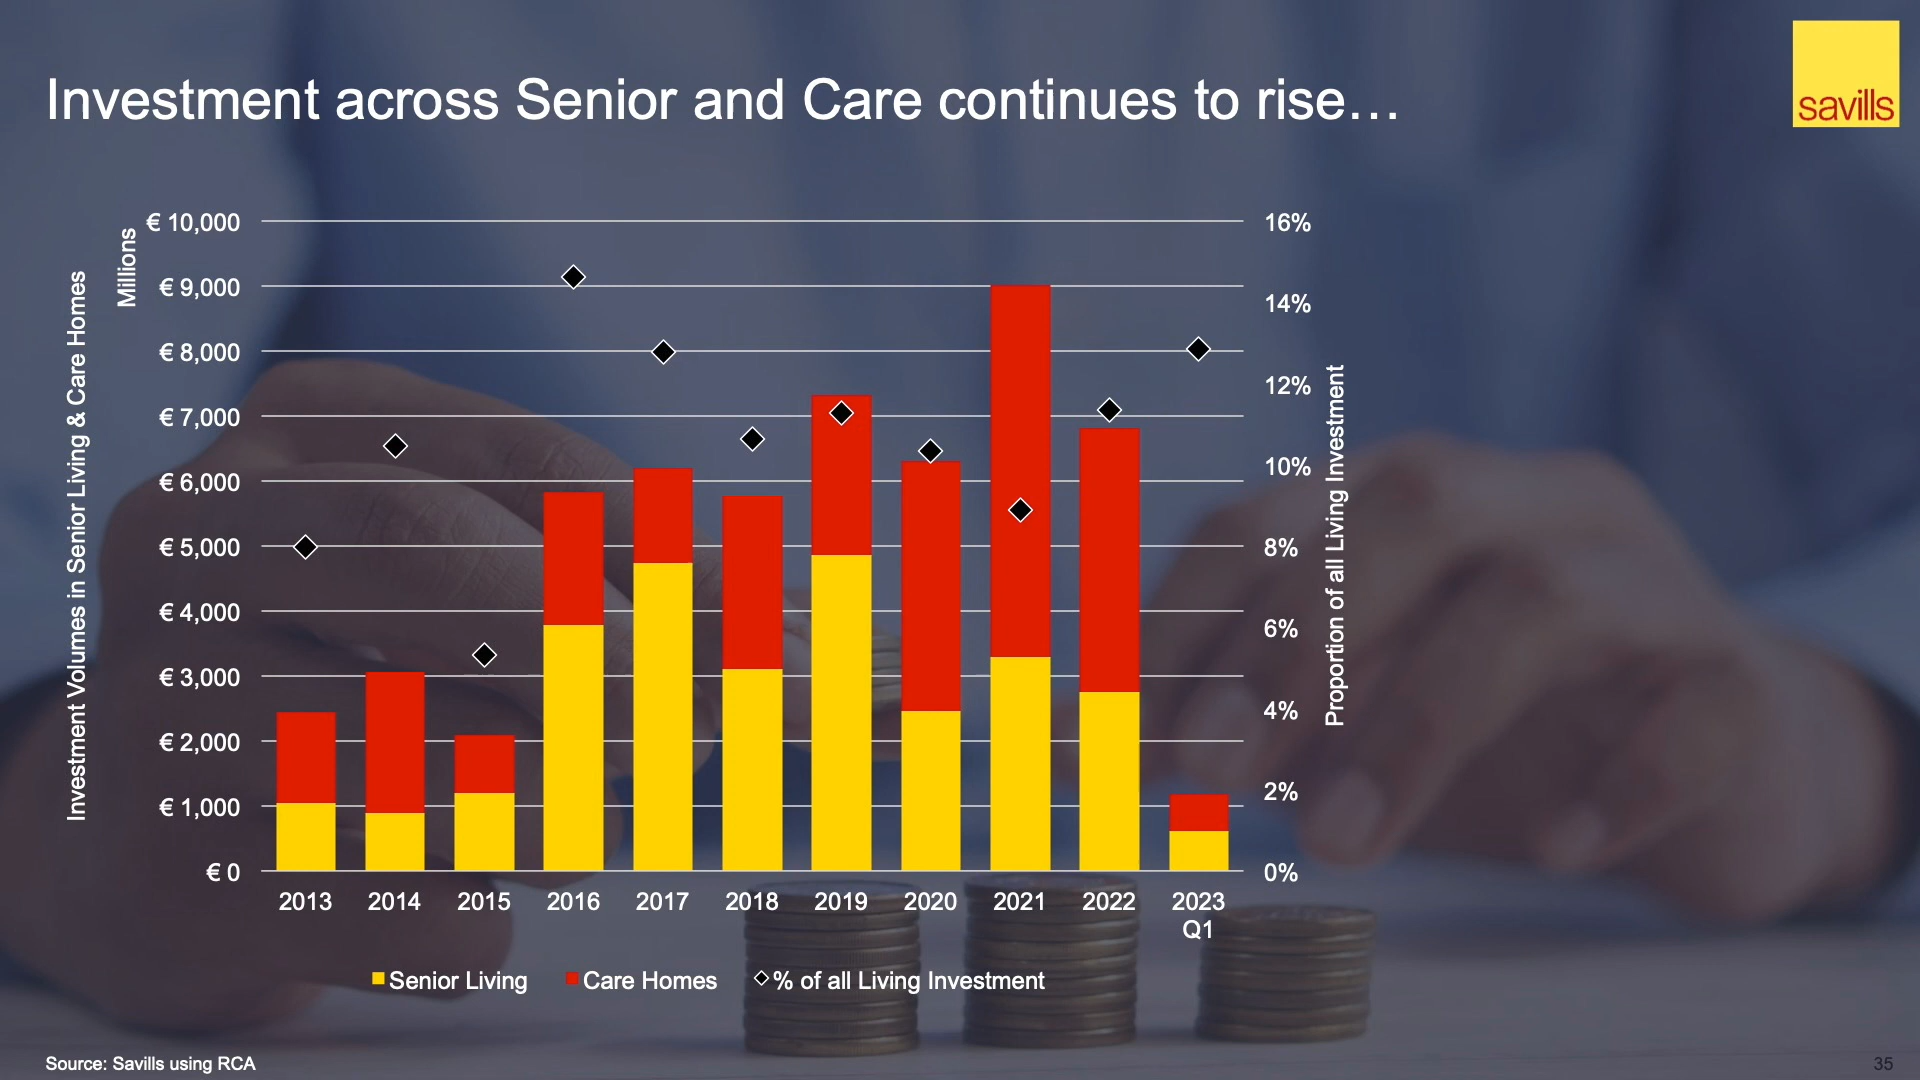 Investment across Senior and Care continues to rise…
savills
Investment Volumes in Senior Living & Care Homes
Millions
€ 10,000
€ 9,000
€ 8,000
€ 7,000
€ 6,000
€ 5,000
€ 4,000
€ 3,000
€ 2,000
€ 1,000
€ 0
16%
14%
12%
10%
8%
6%
4%
2%
0%
Proportion of all Living Investment
2013 2014 2015 2016 2017 2018 2019 2020 2021 2022 2023
Q1
Senior Living Care Homes % of all Living Investment
Source: Savills using RCA
35